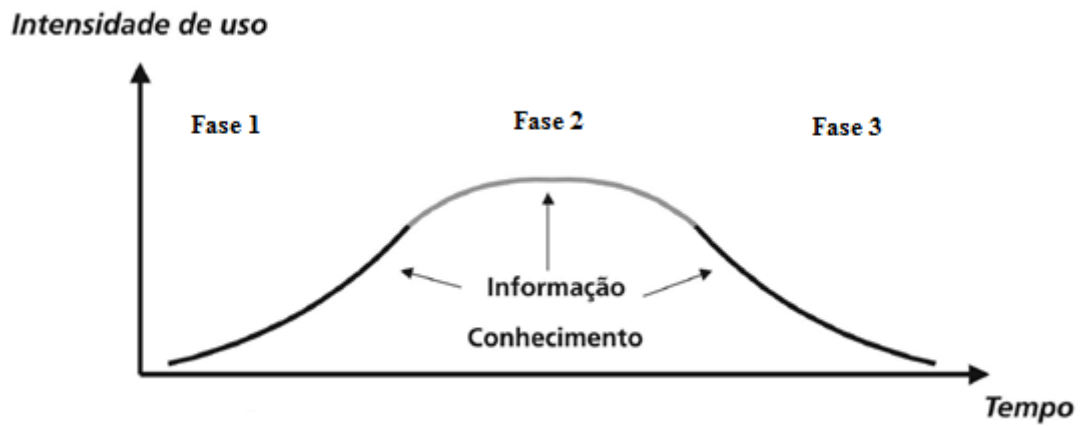 Intensidade de uso
Fase 1
Fase 2
Fase 3
Informação
Conhecimento
Tempo